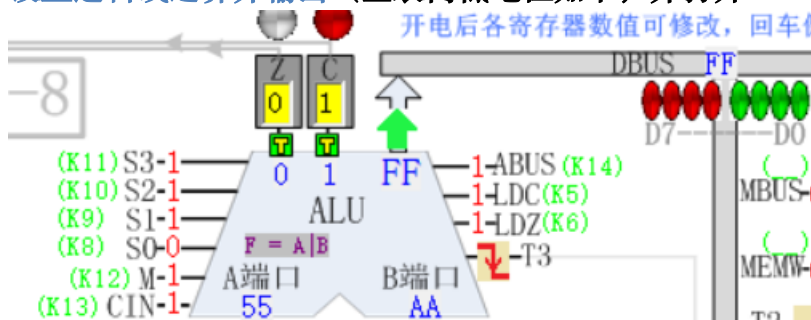 开电后各寄存器数值可修改，回车
DBUS FF
Z C
0 1
-8
D7 D0
(K11) S3-1
(K10) S2-1
(K9) S1-1
(K8) S0-0
(K12) M-1
(K13) CIN-1
0 1 FF
ALU
F = A|B
A端口 B端口
55 AA
1-ABUS (K14)
1-LDC(K5)
1-LDZ(K6)
T3
(__)
MBUS
(__)
MEMW